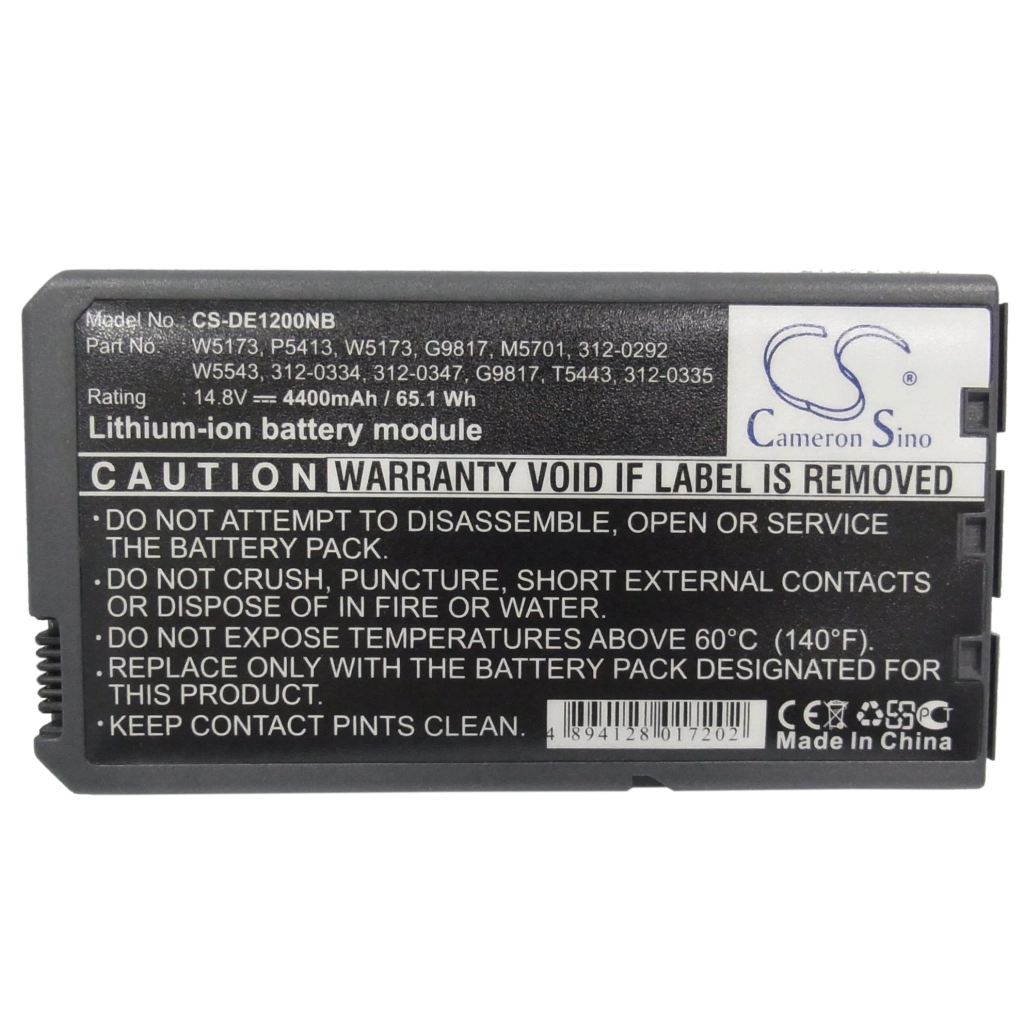 Model No.: CS-DE1200NB
Part No.: W5173, P5413, W5173, G9817, M5701, 312-0292
W5543, 312-0334, 312-0347, G9817, T5443, 312-0335
Rating : 14.8V 4400mAh / 65.1 Wh
Lithium-ion battery module
CS ®
Cameron Sino
CAUTION WARRANTY VOID IF LABEL IS REMOVED
• DO NOT ATTEMPT TO DISASSEMBLE, OPEN OR SERVICE
THE BATTERY PACK.
• DO NOT CRUSH, PUNCTURE, SHORT EXTERNAL CONTACTS
OR DISPOSE OF IN FIRE OR WATER.
• DO NOT EXPOSE TEMPERATURES ABOVE 60°C (140°F).
• REPLACE ONLY WITH THE BATTERY PACK DESIGNATED FOR
THIS PRODUCT.
• KEEP CONTACT PINTS CLEAN.
4 894128 017202
CE PCT
Made In China